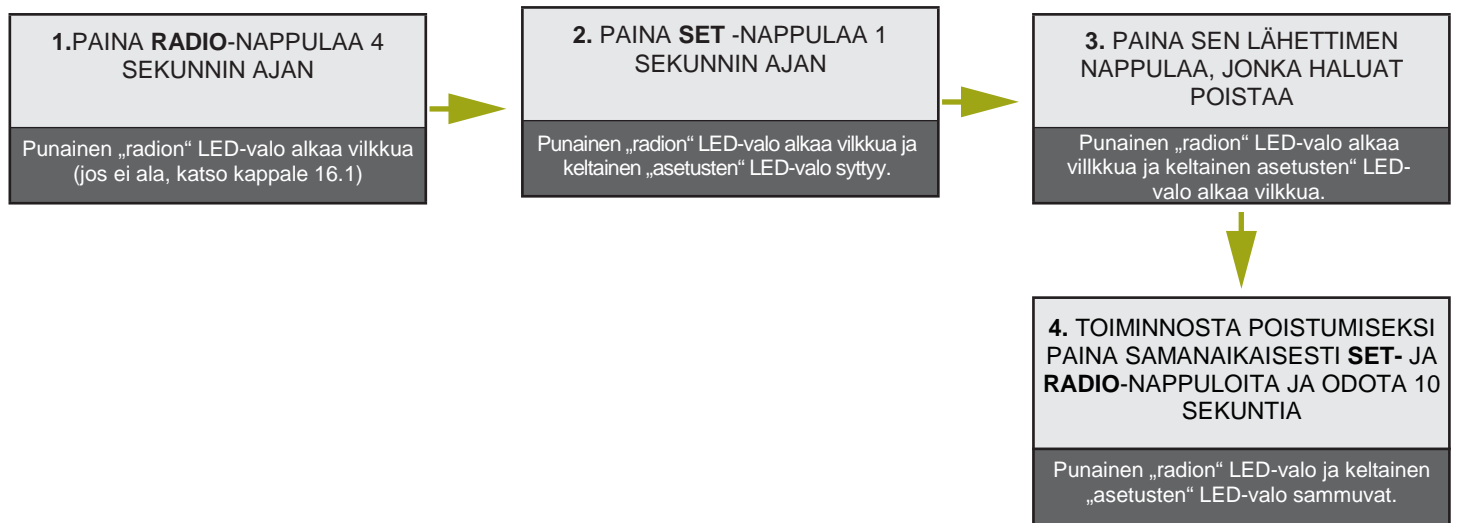 1.PAINA RADIO-NAPPULAA 4
SEKUNNIN AJAN
Punainen „radion“ LED-valo alkaa vilkkua
(jos ei ala, katso kappale 16.1)
2. PAINA SET -NAPPULAA 1
SEKUNNIN AJAN
Punainen „radion“ LED-valo alkaa vilkkua ja
keltainen „asetusten“ LED-valo syttyy.
3. PAINA SEN LÄHETTIMEN
NAPPULAA, JONKA HALUAT
POISTAA
Punainen „radion“ LED-valo alkaa
villkkua ja keltainen asetusten“ LED-
valo alkaa vilkkua.
4. TOIMINNOSTA POISTUMISEKSI
PAINA SAMANAIKAISESTI SET- JA
RADIO-NAPPULOITA JA ODOTA 10
SEKUNTIA
Punainen „radion“ LED-valo ja keltainen
„asetusten“ LED-valo sammuvat.